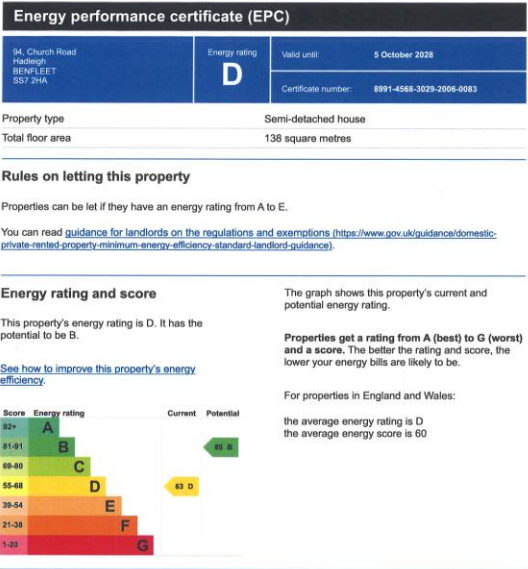 Energy performance certificate (EPC)
94, Church Road
Hadleigh
BENFLEET
SS7 2HA
Energy rating
D
Valid until:
5 October 2028
Certificate number:
8991-4568-3029-2006-0083
Property type
Semi-detached house
Total floor area
138 square metres
Rules on letting this property
Properties can be let if they have an energy rating from A to E.
You can read guidance for landlords on the regulations and exemptions (https://www.gov.uk/guidance/domestic-
private-rented-property-minimum-energy-efficiency-standard-landlord-guidance).
Energy rating and score
This property's energy rating is D. It has the
potential to be B.
See how to improve this property's energy
efficiency.
Score Energy rating Current Potential
92+ A
81-91 B 85 B
69-80 C
55-68 D 63 D
39-54 E
21-38 F
1-20 G
The graph shows this property's current and
potential energy rating.
Properties get a rating from A (best) to G (worst)
and a score. The better the rating and score, the
lower your energy bills are likely to be.
For properties in England and Wales:
the average energy rating is D
the average energy score is 60